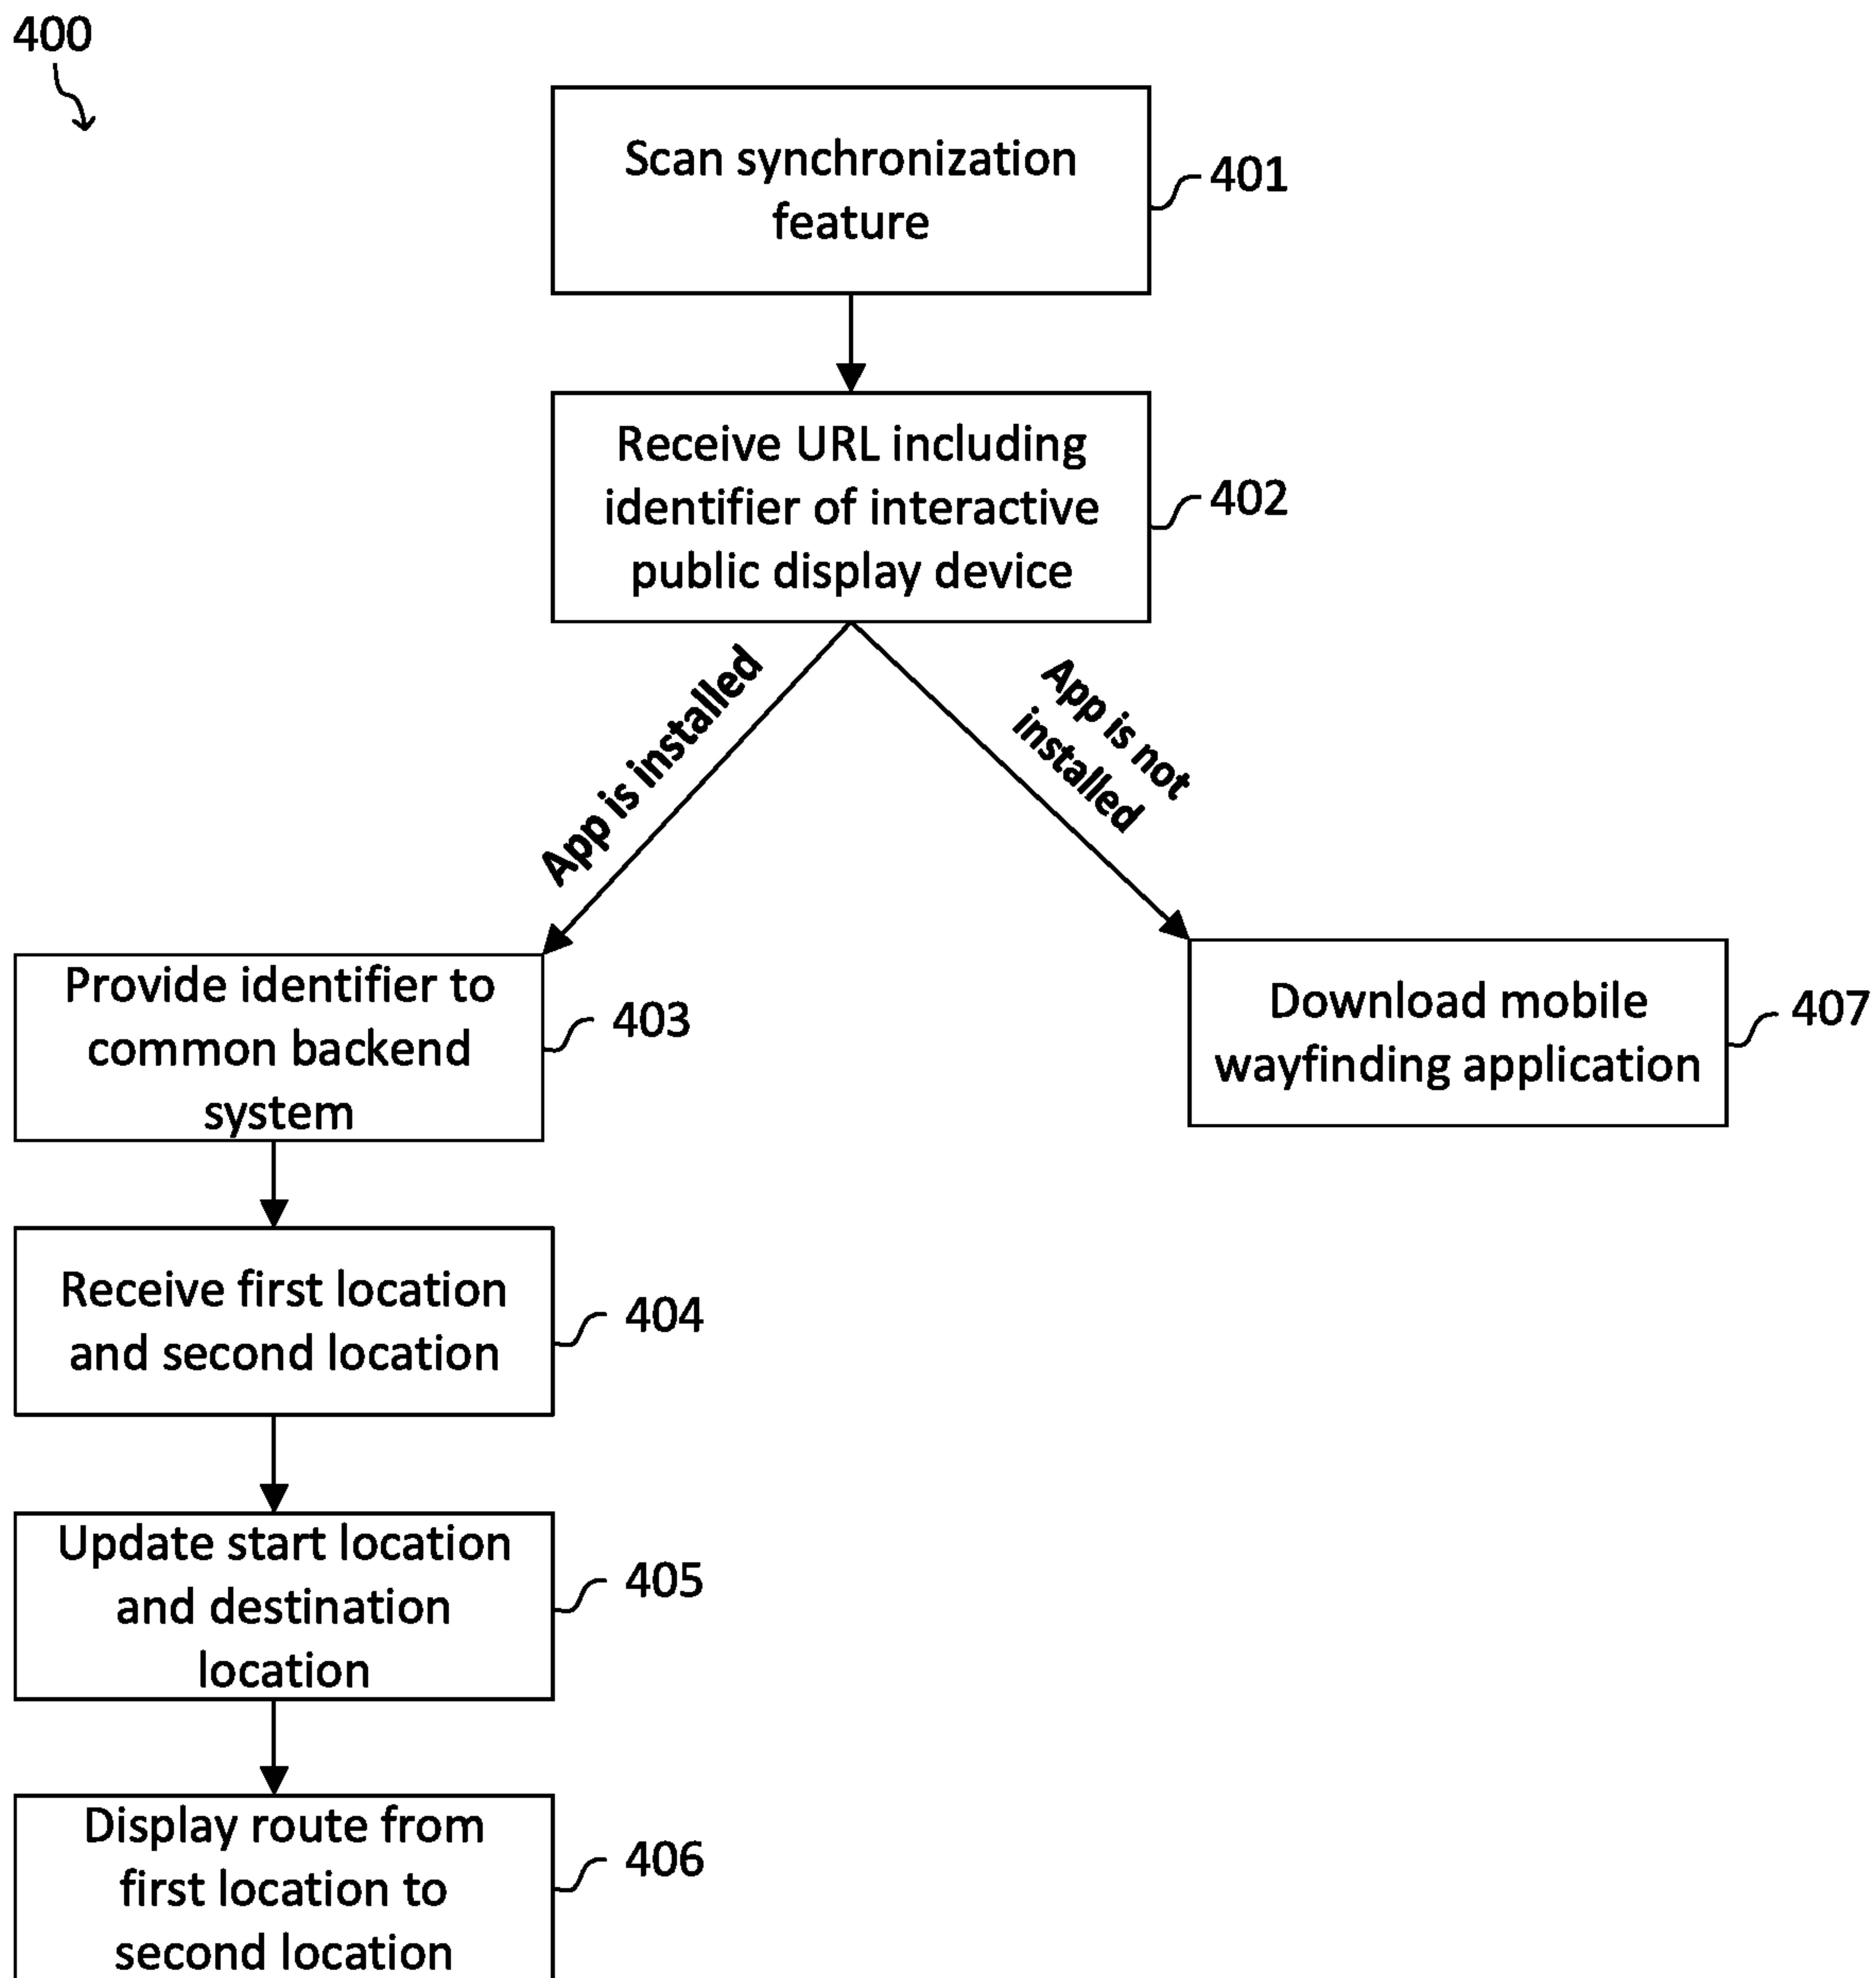 400
Scan synchronization
feature
401
Receive URL including
identifier of interactive
public display device
402
App is installed
App is not
installed
Provide identifier to
common backend
system
403
Download mobile
wayfinding application
407
Receive first location
and second location
404
Update start location
and destination
location
405
Display route from
first location to
second location
406